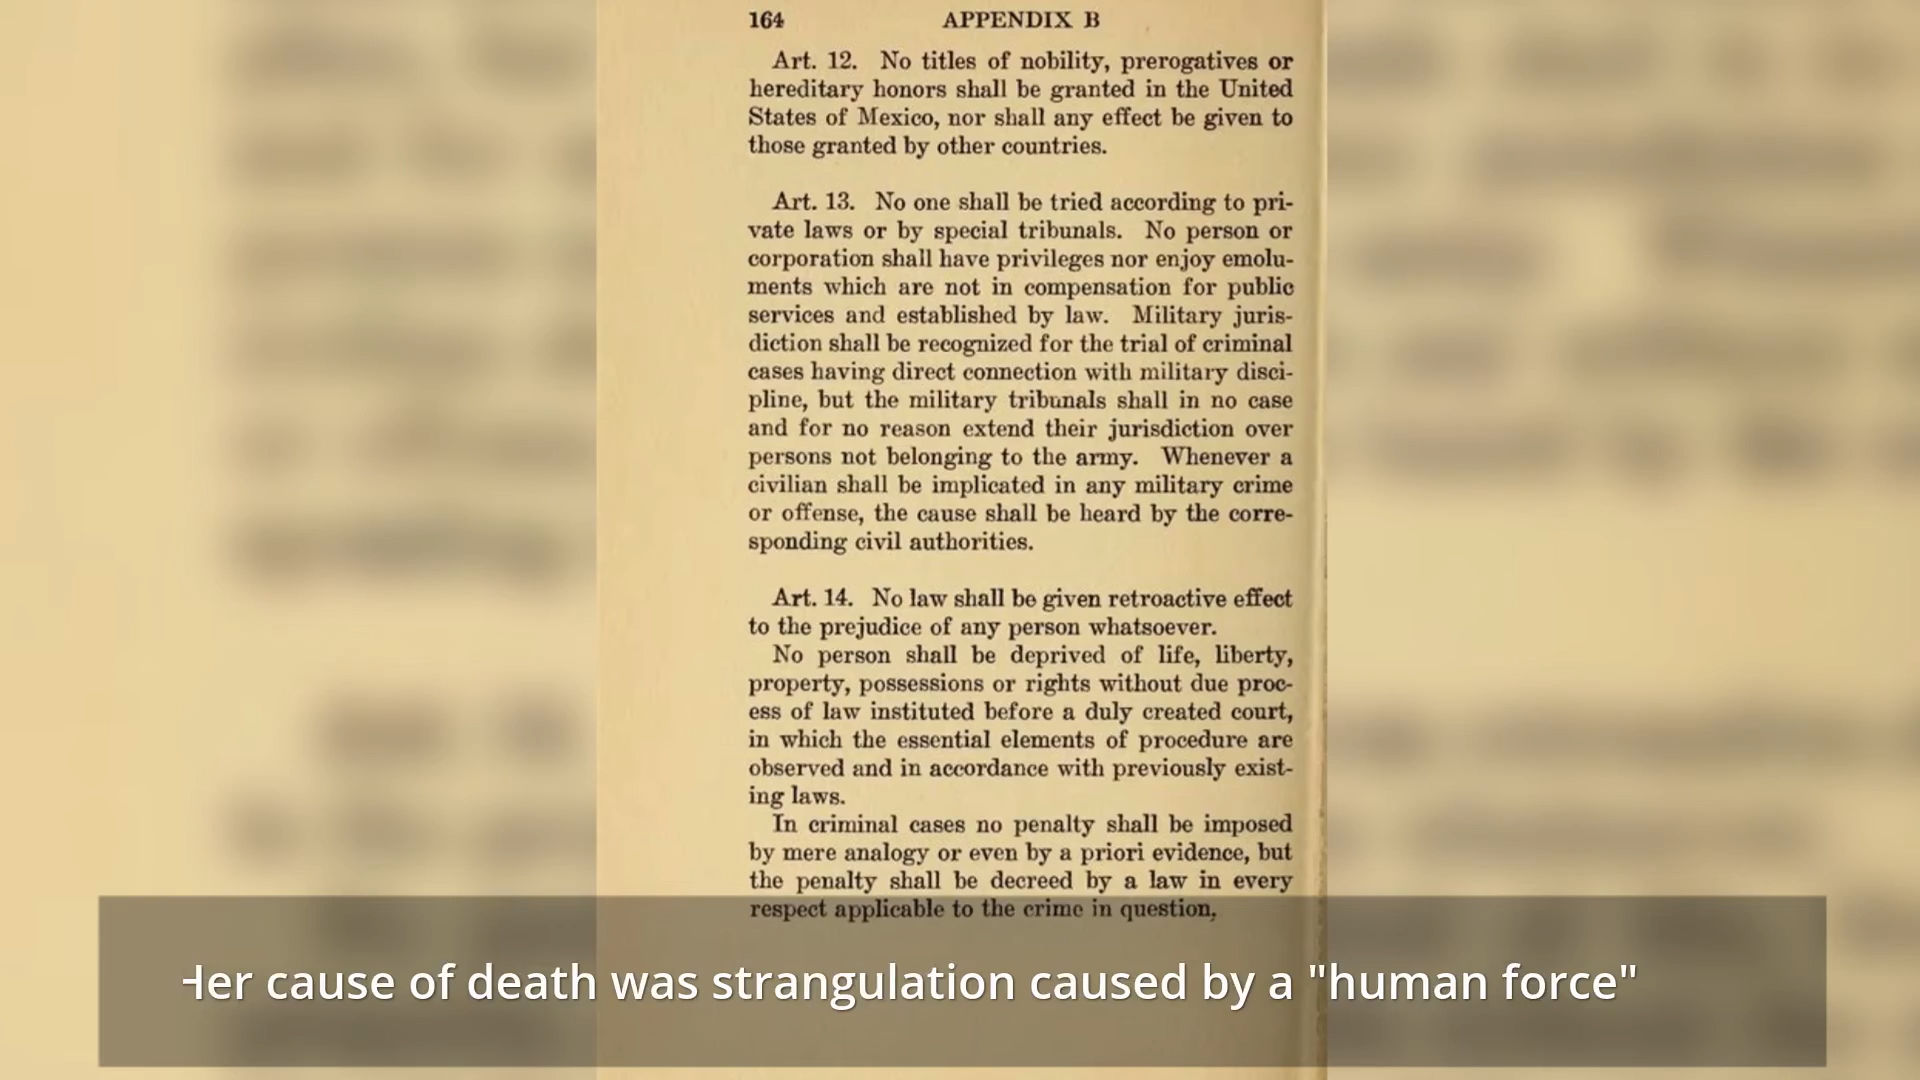 164 APPENDIX B
Art. 12. No titles of nobility, prerogatives or
hereditary honors shall be granted in the United
States of Mexico, nor shall any effect be given to
those granted by other countries.
Art. 13. No one shall be tried according to pri-
vate laws or by special tribunals. No person or
corporation shall have privileges nor enjoy emolu-
ments which are not in compensation for public
services and established by law. Military juris-
diction shall be recognized for the trial of criminal
cases having direct connection with military disci-
pline, but the military tribunals shall in no case
and for no reason extend their jurisdiction over
persons not belonging to the army. Whenever a
civilian shall be implicated in any military crime
or offense, the cause shall be heard by the corre-
sponding civil authorities.
Art. 14. No law shall be given retroactive effect
to the prejudice of any person whatsoever.
No person shall be deprived of life, liberty,
property, possessions or rights without due proc-
ess of law instituted before a duly created court,
in which the essential elements of procedure are
observed and in accordance with previously exist-
ing laws.
In criminal cases no penalty shall be imposed
by mere analogy or even by a priori evidence, but
the penalty shall be decreed by a law in every
respect applicable to the crime in question,
Her cause of death was strangulation caused by a "human force"